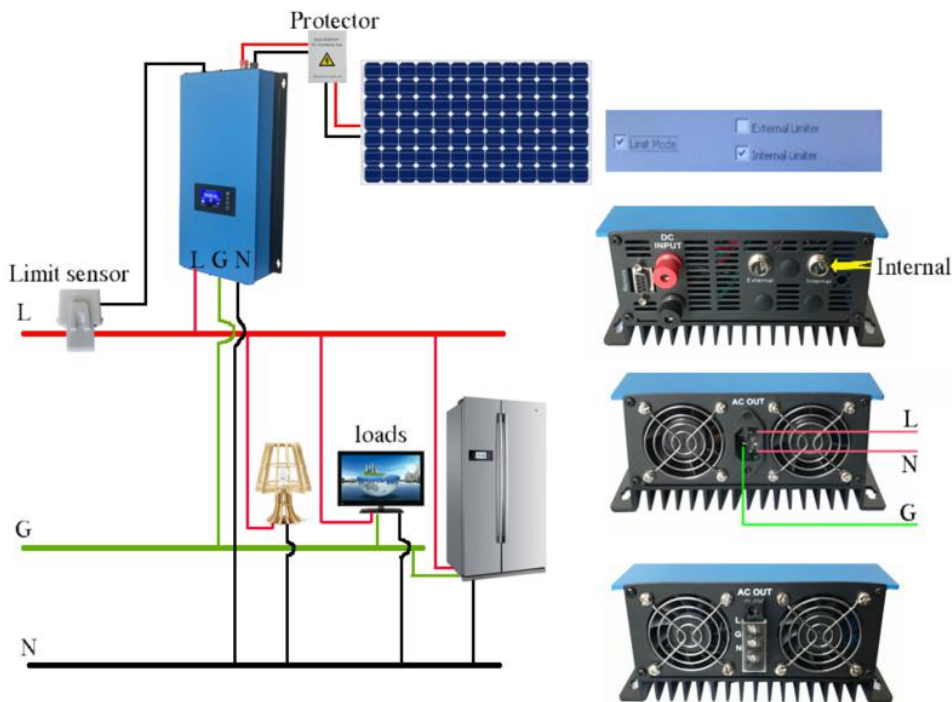 Protector
External Limiter
Limit Mode
Internal Limiter
L G N
Limit sensor
L
DC
INPUT
External
Internal
Internal
AC OUT
L
N
G
loads
G
AC OUT
L
G
N
N